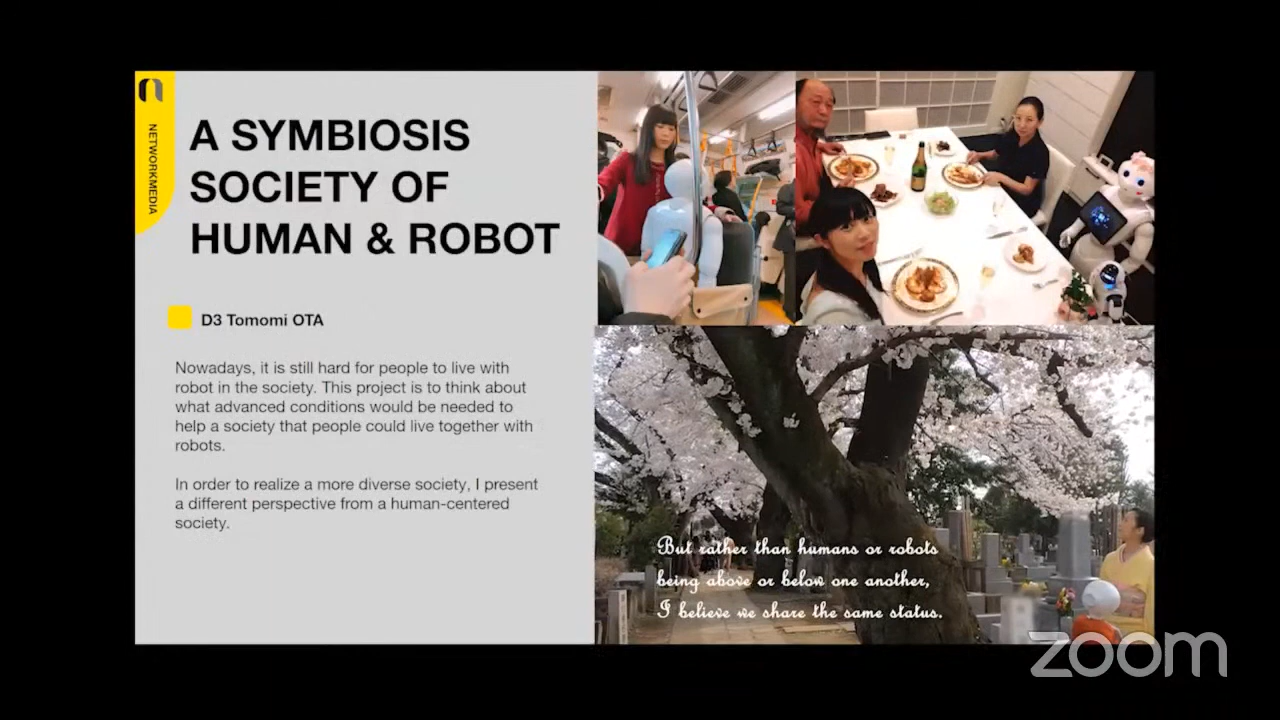 NETWORKMEDIA
A SYMBIOSIS
SOCIETY OF
HUMAN & ROBOT
D3 Tomomi OTA
Nowadays, it is still hard for people to live with
robot in the society. This project is to think about
what advanced conditions would be needed to
help a society that people could live together with
robots.
In order to realize a more diverse society, I present
a different perspective from a human-centered
society.
But rather than humans or robots
being above or below one another,
I believe we share the same status.
zoom